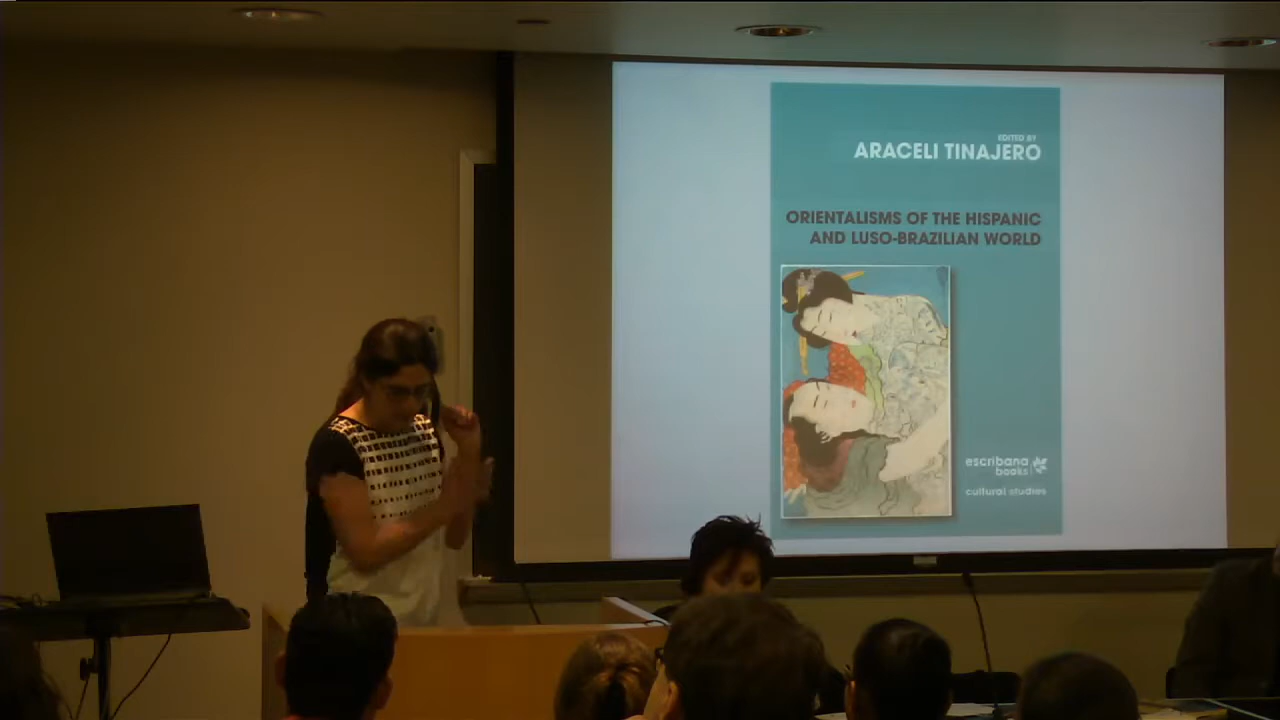 EDITED BY
ARACELI TINAJERO
ORIENTALISMS OF THE HISPANIC
AND LUSO-BRAZILIAN WORLD
escribana
books
cultural studies